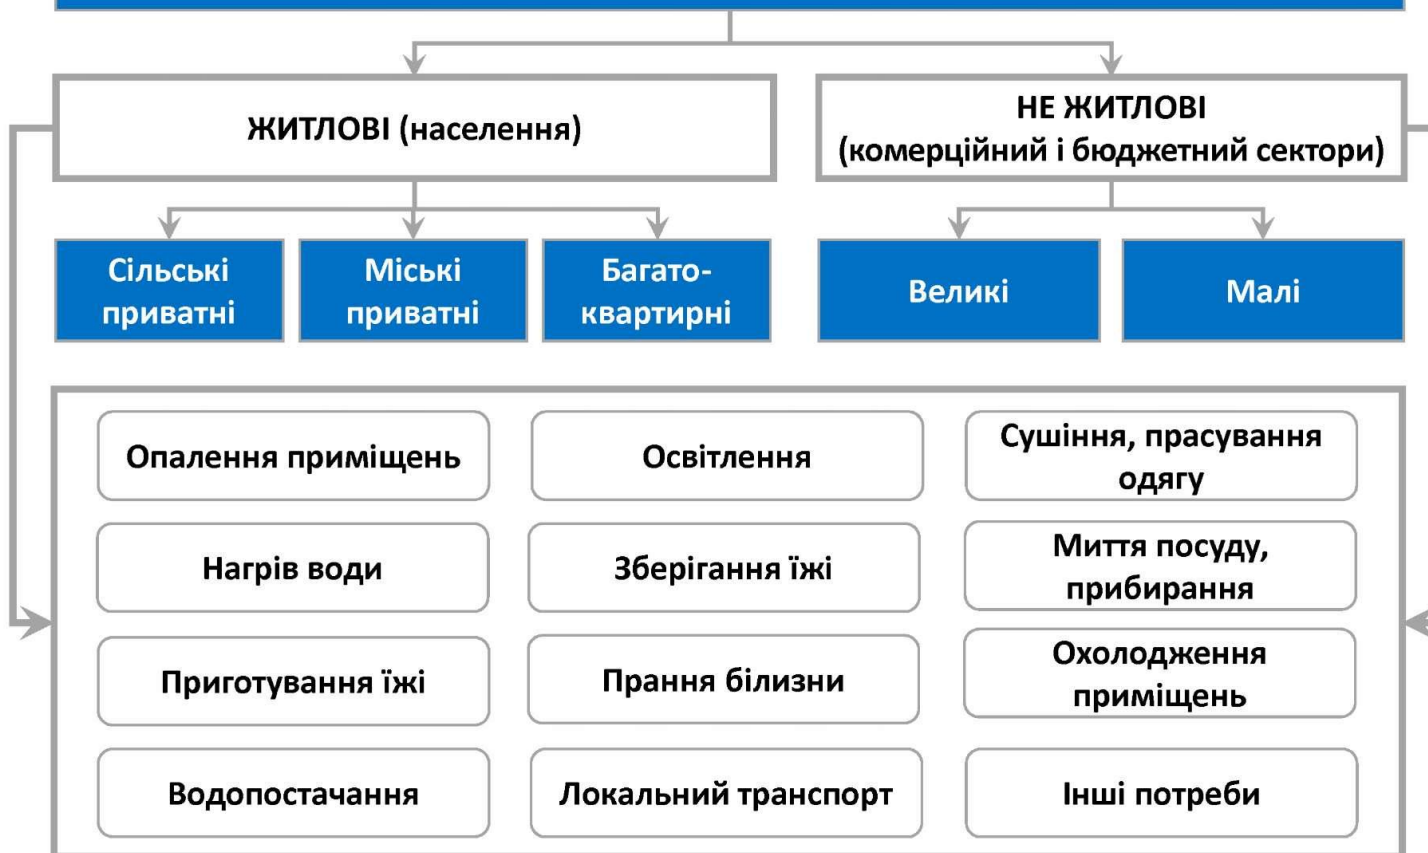 ЖИТЛОВІ (населення)
НЕ ЖИТЛОВІ
(комерційний і бюджетний сектори)
Сільські
приватні
Міські
приватні
Багато-
квартирні
Великі
Малі
Опалення приміщень
Освітлення
Сушіння, прасування
одягу
Нагрів води
Зберігання їжі
Миття посуду,
прибирання
Приготування їжі
Прання білизни
Охолодження
приміщень
Водопостачання
Локальний транспорт
Інші потреби